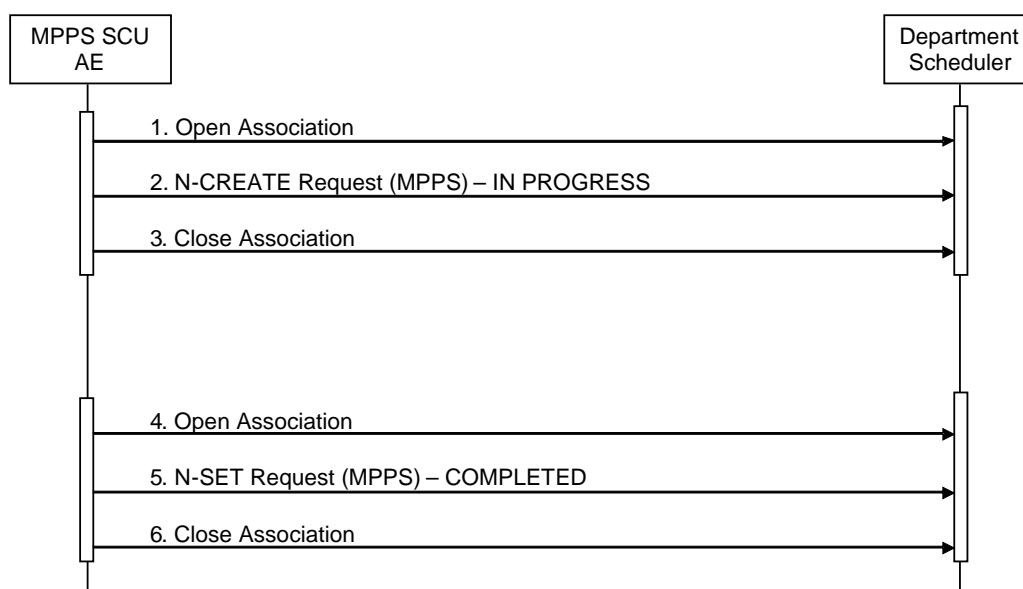 MPPS SCU
AE
Department
Scheduler
1. Open Association
2. N-CREATE Request (MPPS) – IN PROGRESS
3. Close Association
4. Open Association
5. N-SET Request (MPPS) – COMPLETED
6. Close Association